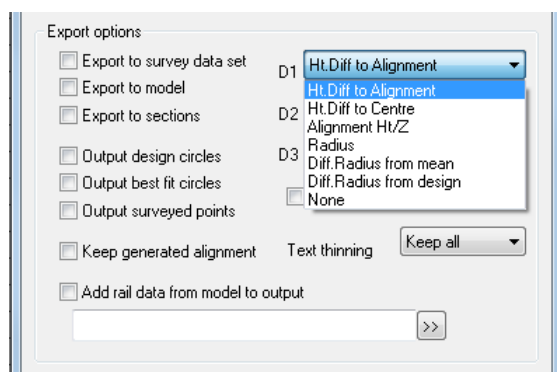 Export options
Export to survey data set
D1
Ht.Diff to Alignment
Export to model
Ht.Diff to Alignment
Export to sections
D2
Ht.Diff to Centre
Alignment Ht/Z
Output design circles
D3
Radius
Diff.Radius from mean
Output best fit circles
Diff.Radius from design
Output surveyed points
None
Keep generated alignment
Text thinning
Keep all
Add rail data from model to output
>>